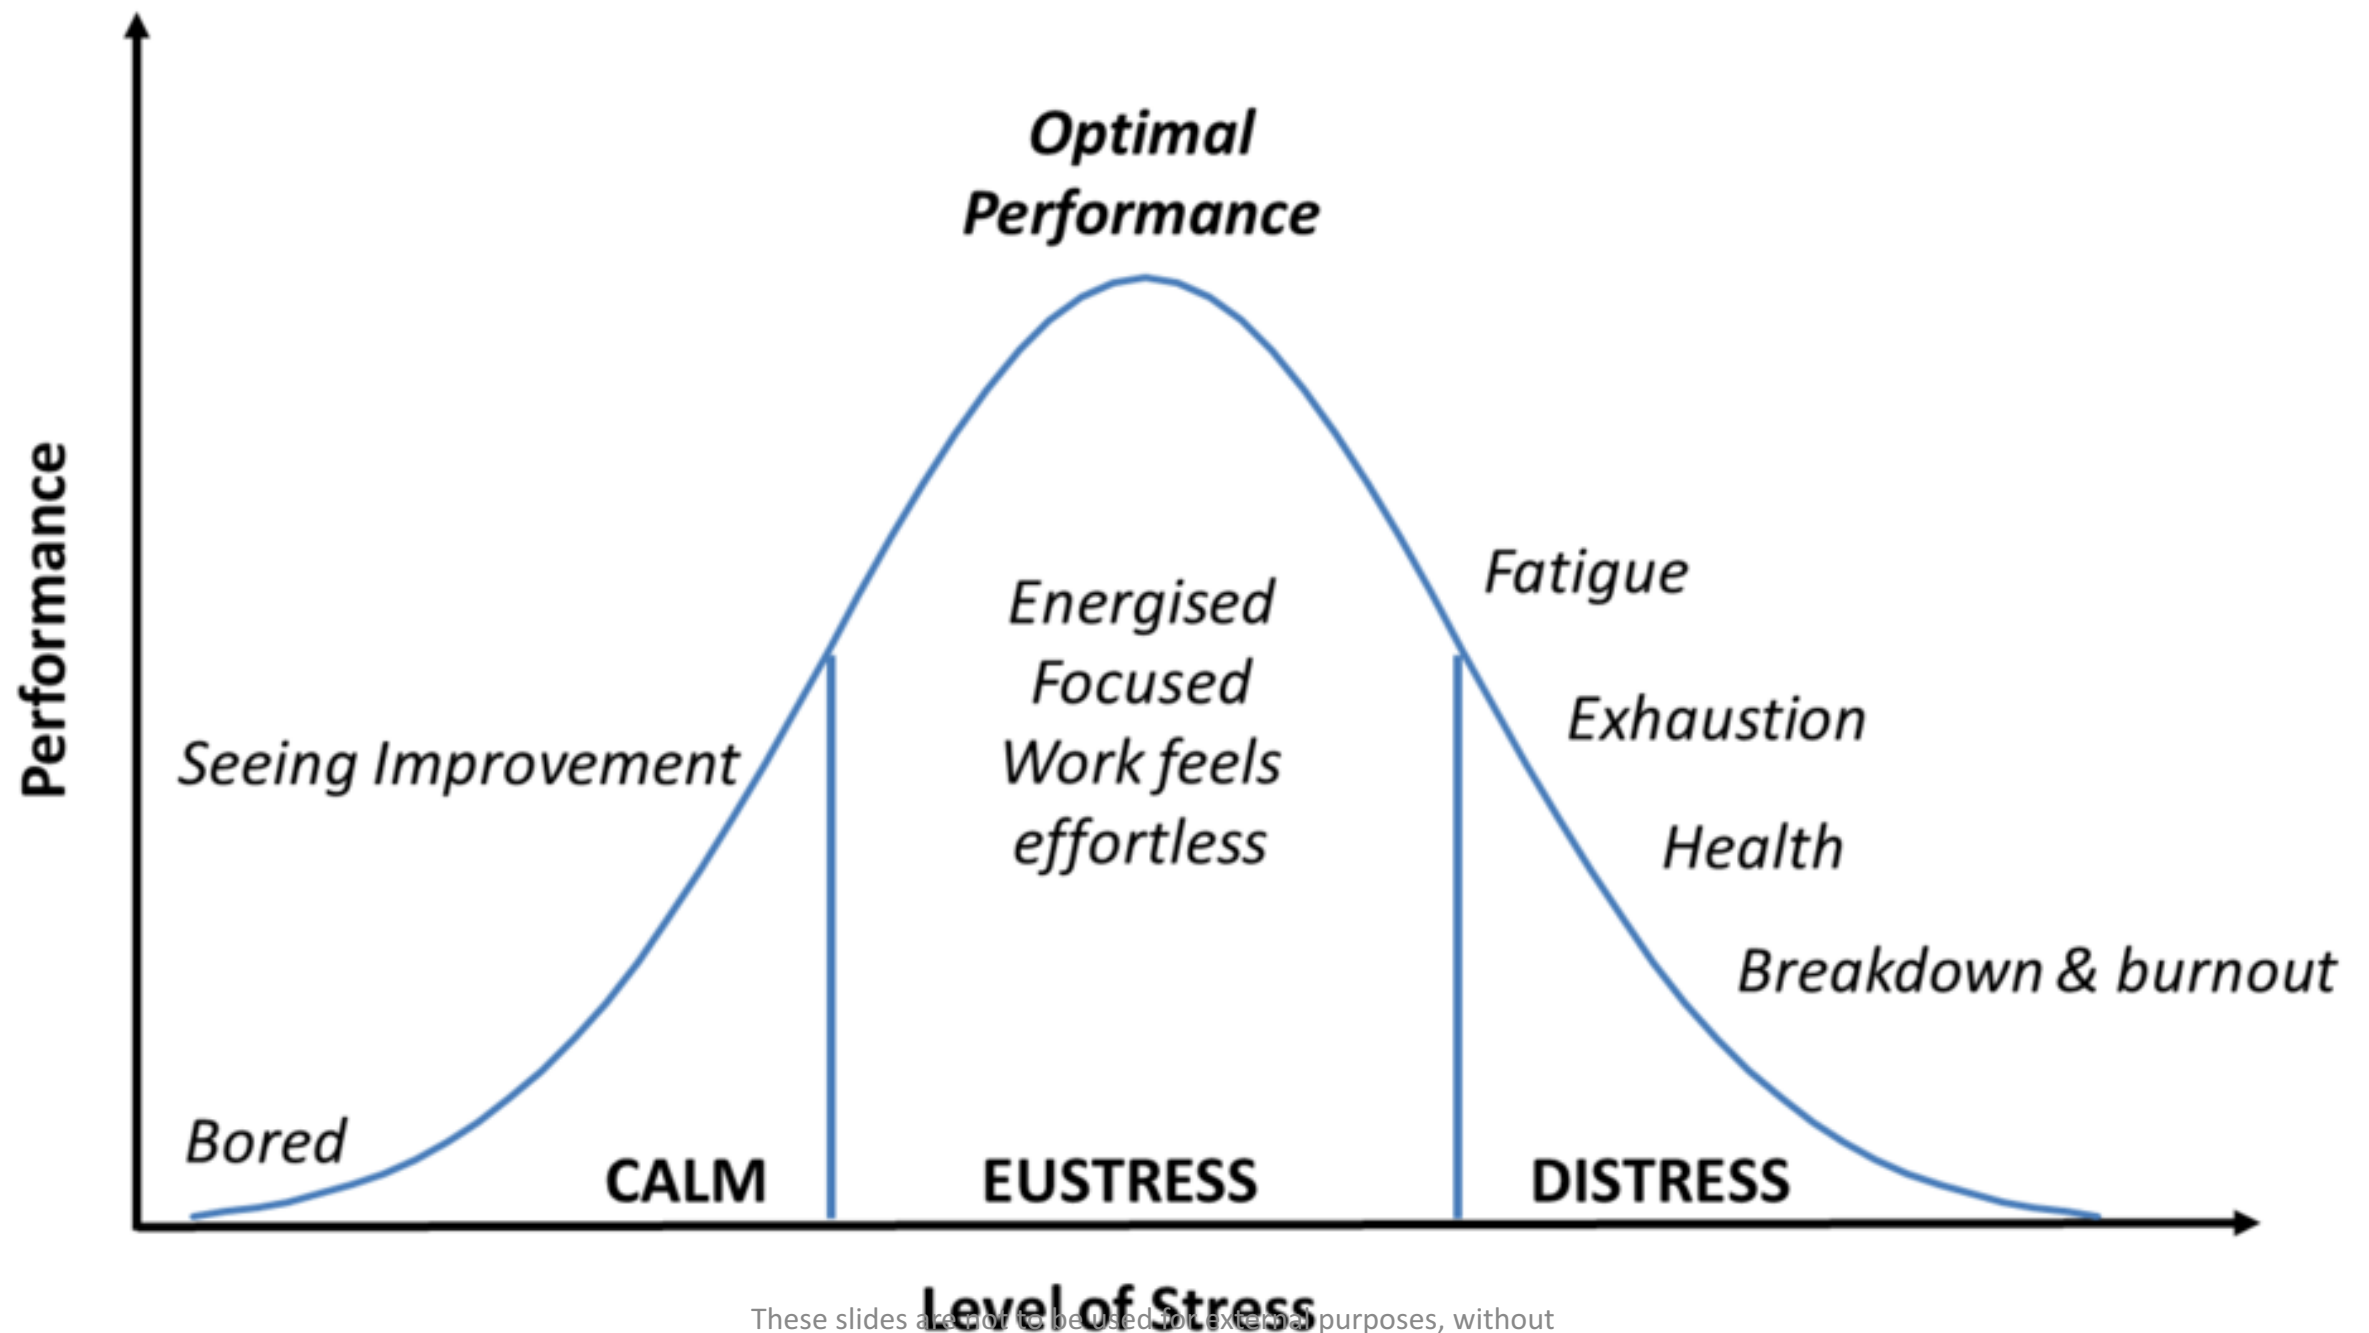 Optimal
Performance
Performance
Fatigue
Energised
Focused
Work feels
effortless
Exhaustion
Seeing Improvement
Health
Breakdown & burnout
Bored
CALM
EUSTRESS
DISTRESS
Level of Stress
These slides are not to be used for external purposes, without